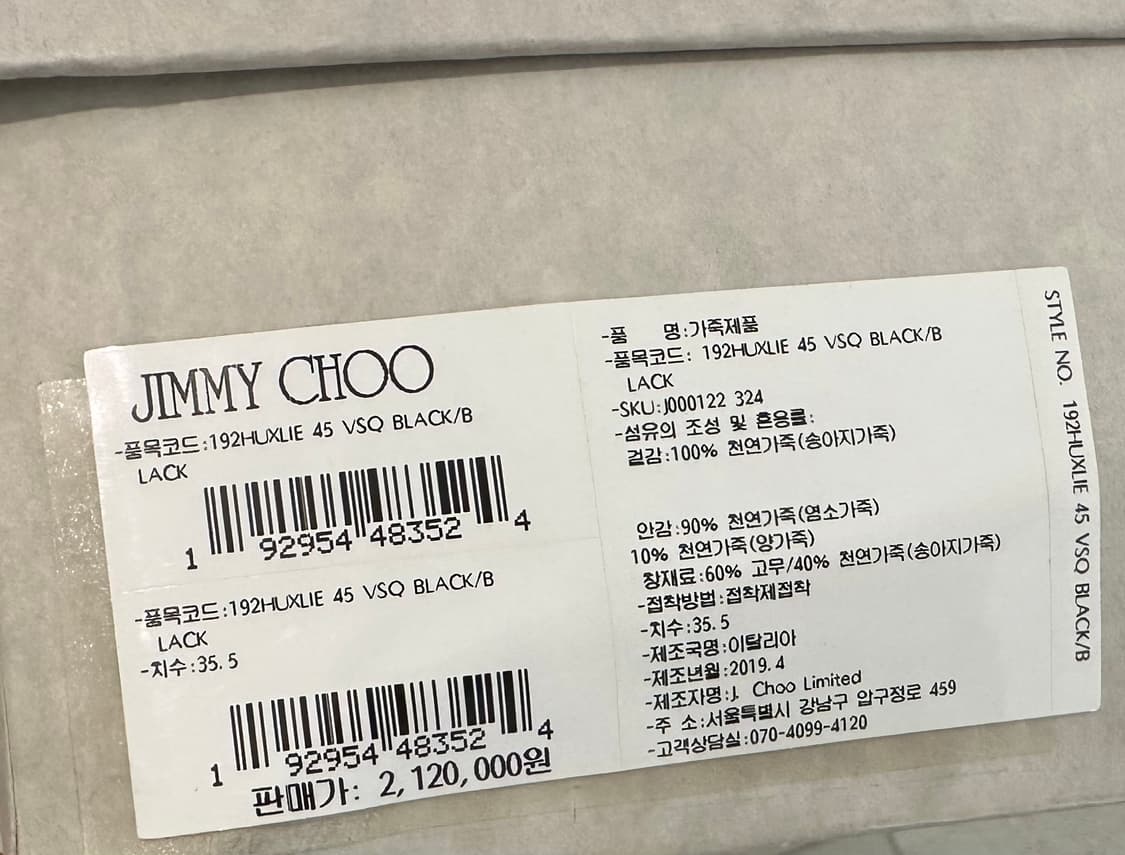 JIMMY CHOO
-품목코드:192HUXLIE 45 VSQ BLACK/B
LACK
1 92954 48352 4
-품목코드:192HUXLIE 45 VSQ BLACK/B
LACK
-치수:35.5
1 92954 48352 4
판매가: 2,120,000원
-품 명:가죽제품
-품목코드: 192HUXLIE 45 VSQ BLACK/B
LACK
-SKU:J000122 324
-섬유의 조성 및 혼용률:
겉감:100% 천연가죽(송아지가죽)
안감:90% 천연가죽(염소가죽)
10% 천연가죽(양가죽)
창재료:60% 고무/40% 천연가죽(송아지가죽)
-접착방법:접착제접착
-치수:35.5
-제조국명:이탈리아
-제조년월:2019.4
-제조자명:J. Choo Limited
-주 소:서울특별시 강남구 압구정로 459
-고객상담실:070-4099-4120
STYLE NO. 192HUXLIE 45 VSQ BLACK/B